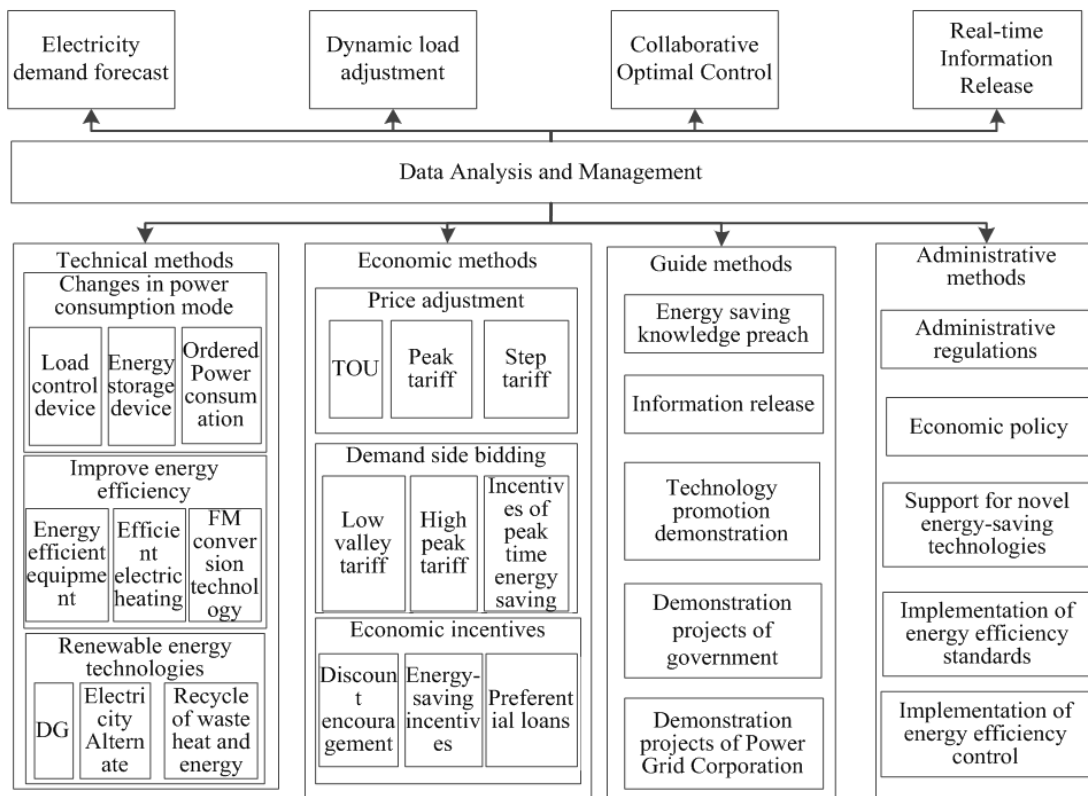 Electricity
demand forecast
Dynamic load
adjustment
Collaborative
Optimal Control
Real-time
Information
Release
Data Analysis and Management
Technical methods
Changes in power
consumption mode
Load
control
device
Energy
storage
device
Ordered
Power
consum
ation
Improve energy
efficiency
Energy
efficient
equipme
nt
Efficie
nt
electric
heating
FM
conver
sion
technol
ogy
Renewable energy
technologies
DG
Electri
city
Altern
ate
Recycle
of waste
heat and
energy
Economic methods
Price adjustment
TOU
Peak
tariff
Step
tariff
Demand side bidding
Low
valley
tariff
High
peak
tariff
Incenti
ves of
peak
time
energy
saving
Economic incentives
Discoun
t
encoura
gement
Energy-
saving
incenti
ves
Preferent
ial loans
Guide methods
Energy saving
knowledge preach
Information release
Technology
promotion
demonstration
Demonstration
projects of
government
Demonstration
projects of Power
Grid Corporation
Administrative
methods
Administrative
regulations
Economic policy
Support for novel
energy-saving
technologies
Implementation of
energy efficiency
standards
Implementation of
energy efficiency
control